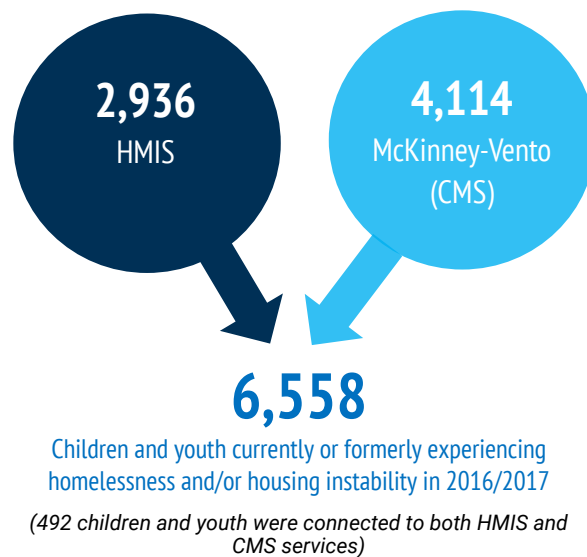 2,936
HMIS
4,114
McKinney-Vento
(CMS)
6,558
Children and youth currently or formerly experiencing
homelessness and/or housing instability in 2016/2017
(492 children and youth were connected to both HMIS and
CMS services)